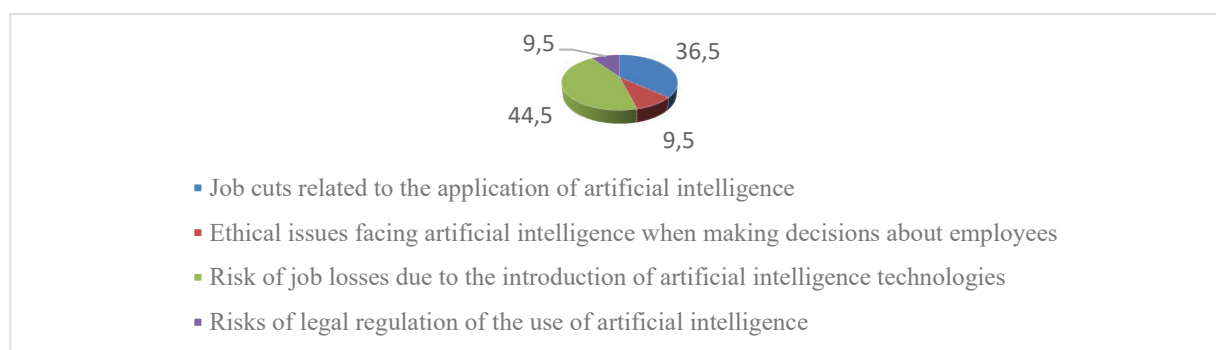 9,5
36,5
44,5
9,5
Job cuts related to the application of artificial intelligence
Ethical issues facing artificial intelligence when making decisions about employees
Risk of job losses due to the introduction of artificial intelligence technologies
Risks of legal regulation of the use of artificial intelligence